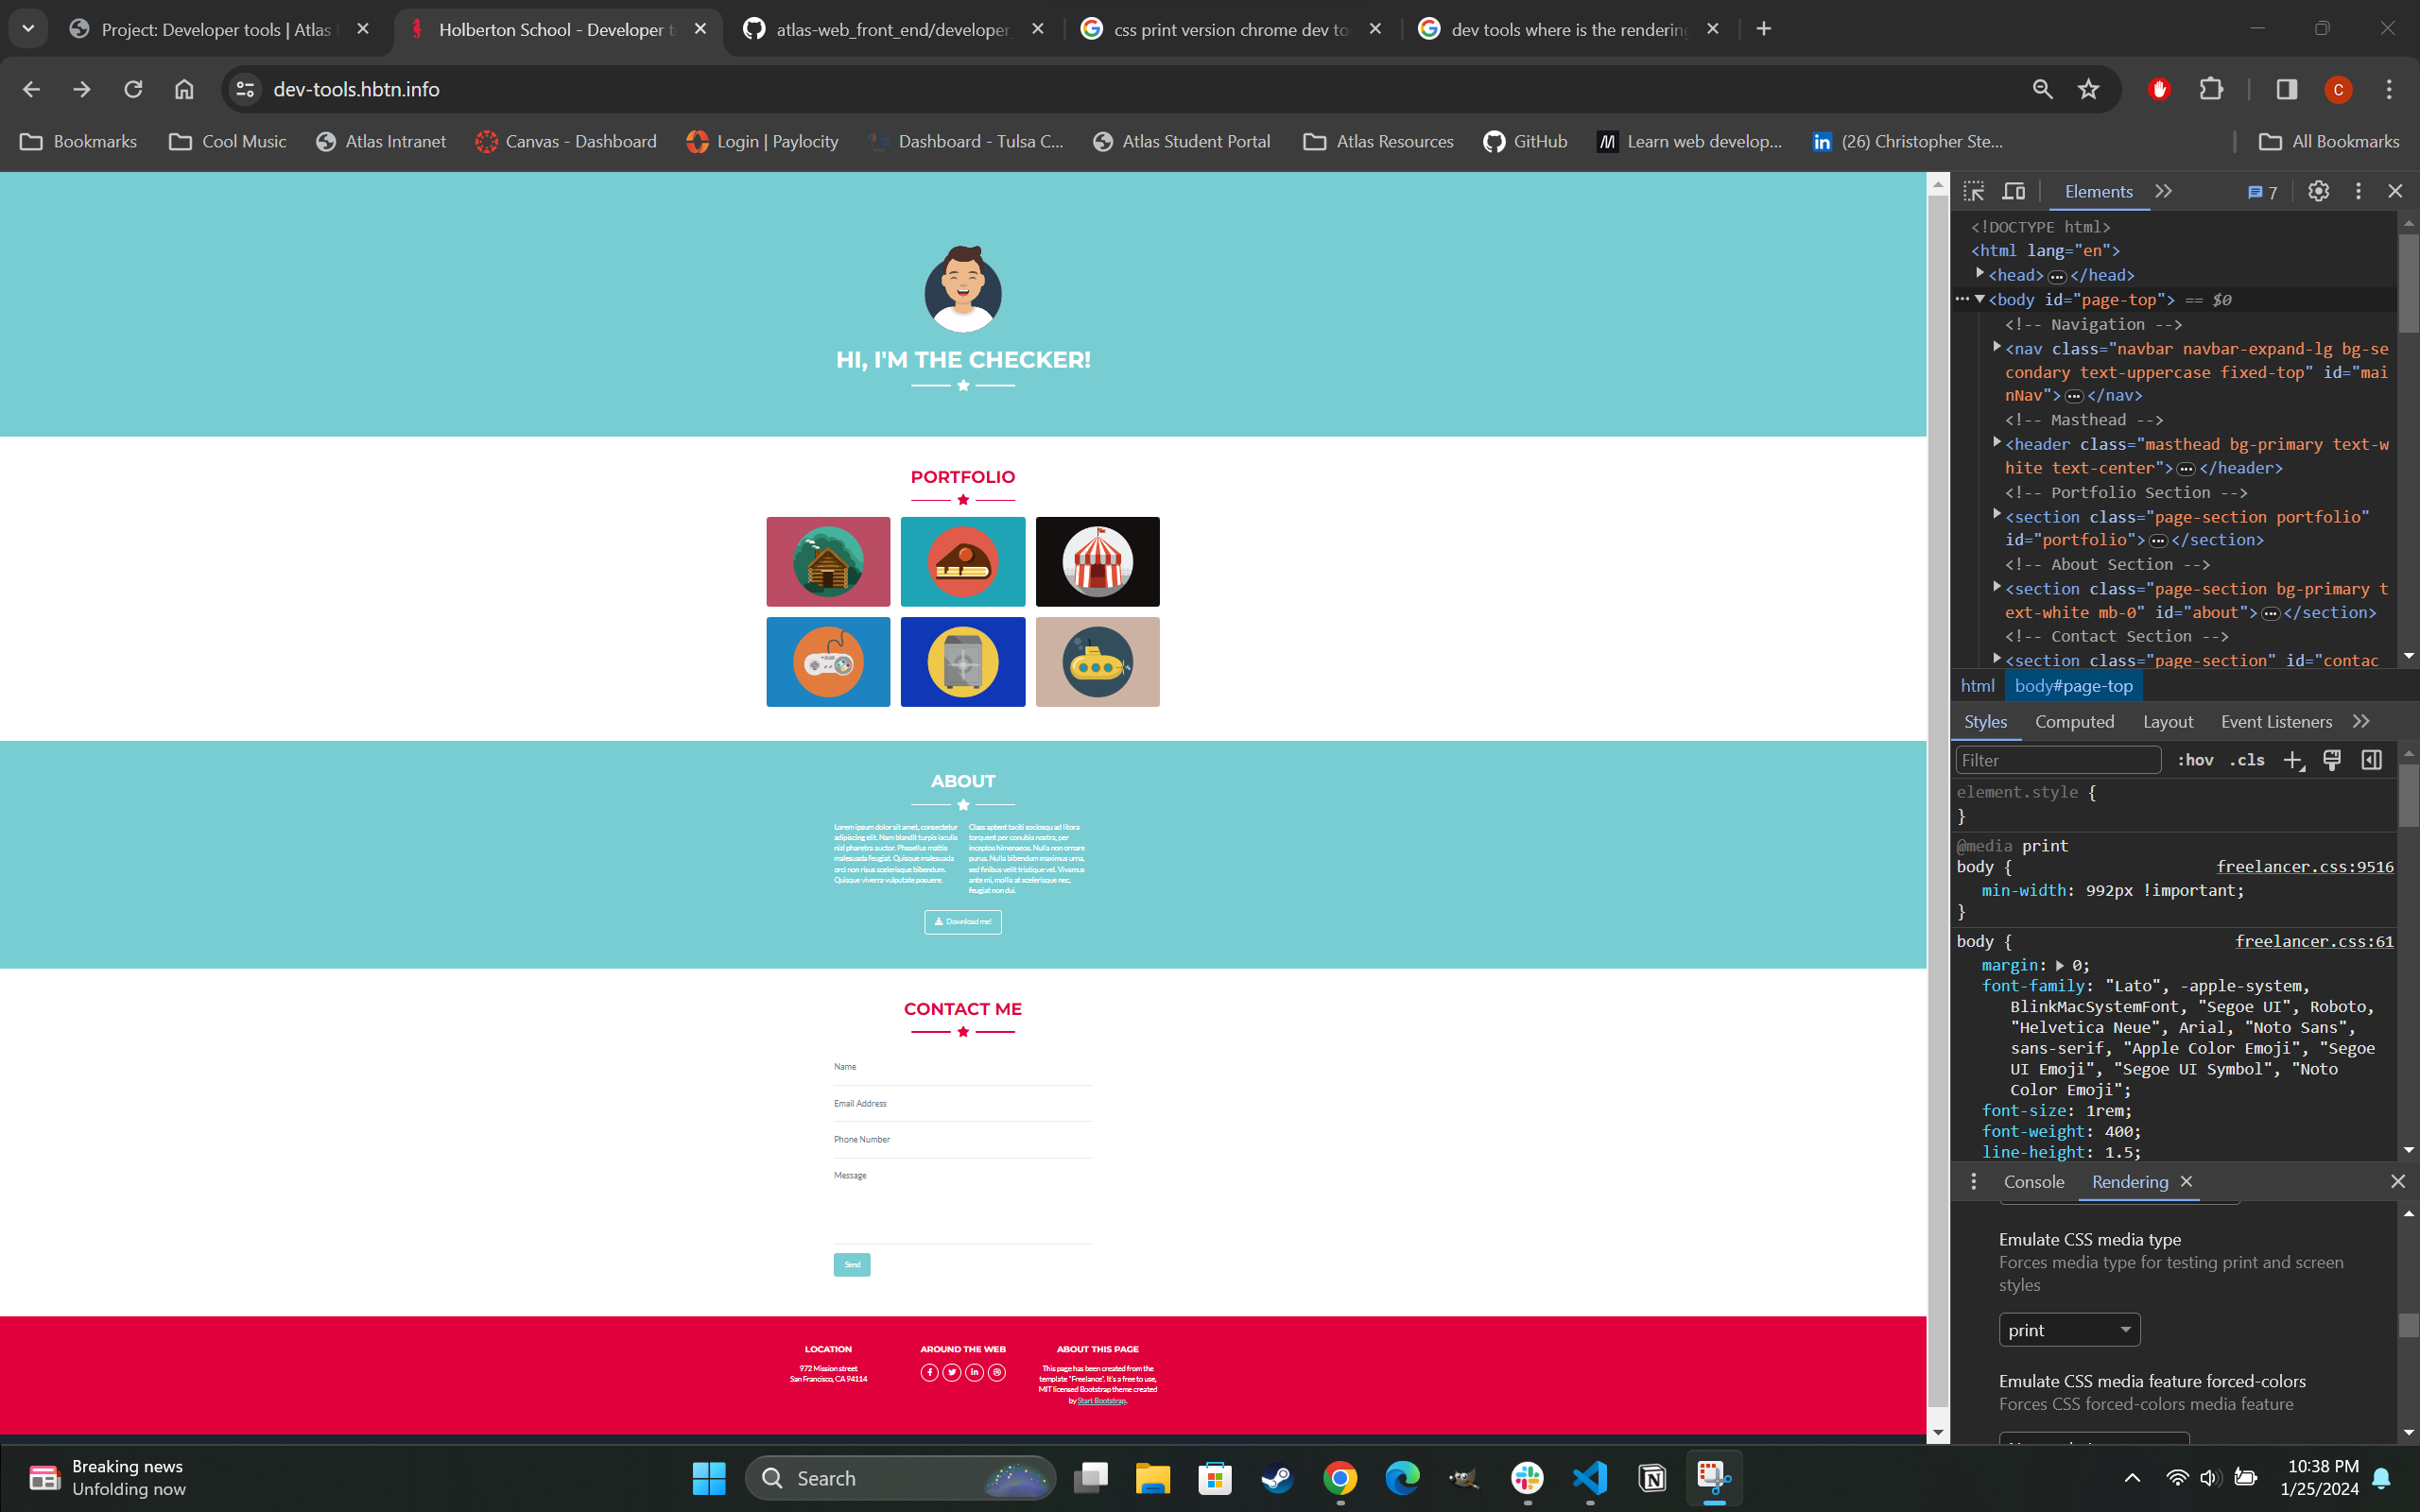 Project: Developer tools | Atlas
Holberton School - Developer t
atlas-web_front_end/developer_
css print version chrome dev to
dev tools where is the rendering
dev-tools.hbtn.info
C
Bookmarks
Cool Music
Atlas Intranet
Canvas - Dashboard
Login | Paylocity
Dashboard - Tulsa C...
Atlas Student Portal
Atlas Resources
GitHub
Learn web develop...
(26) Christopher Ste...
All Bookmarks
HI, I'M THE CHECKER!
PORTFOLIO
ABOUT
Lorem ipsum dolor sit amet, consectetur
adipiscing elit. Nam blandit turpis iaculis
nisl pharetra auctor. Phasellus mattis
malesuada feugiat. Quisque malesuada
orci non risus scelerisque bibendum.
Quisque viverra vulputate posuere.
Class aptent taciti sociosqu ad litora
torquent per conubia nostra, per
inceptos himenaeos. Nulla non ornare
purus. Nulla bibendum maximus urna,
sed finibus velit tristique vel. Vivamus
ante mi, mollis at scelerisque nec,
feugiat non dui.
Download me!
CONTACT ME
Name
Email Address
Phone Number
Message
Send
LOCATION
972 Mission street
San Francisco, CA 94114
AROUND THE WEB
ABOUT THIS PAGE
This page has been created from the
template "Freelance". It's a free to use,
MIT licensed Bootstrap theme created
by Start Bootstrap.
Elements
7
<!DOCTYPE html>
<html lang="en">
<head> ••• </head>
••• <body id="page-top"> == $0
<!-- Navigation -->
<nav class="navbar navbar-expand-lg bg-se
condary text-uppercase fixed-top" id="mai
nNav"> ••• </nav>
<!-- Masthead -->
<header class="masthead bg-primary text-w
hite text-center"> ••• </header>
<!-- Portfolio Section -->
<section class="page-section portfolio"
id="portfolio"> ••• </section>
<!-- About Section -->
<section class="page-section bg-primary t
ext-white mb-0" id="about"> ••• </section>
<!-- Contact Section -->
<section class="page-section" id="contac
html body#page-top
Styles Computed Layout Event Listeners
Filter :hov .cls
element.style {
}
@media print
body { freelancer.css:9516
min-width: 992px !important;
}
body { freelancer.css:61
margin: 0;
font-family: "Lato", -apple-system,
BlinkMacSystemFont, "Segoe UI", Roboto,
"Helvetica Neue", Arial, "Noto Sans",
sans-serif, "Apple Color Emoji", "Segoe
UI Emoji", "Segoe UI Symbol", "Noto
Color Emoji";
font-size: 1rem;
font-weight: 400;
line-height: 1.5;
Console Rendering
Emulate CSS media type
Forces media type for testing print and screen
styles
print
Emulate CSS media feature forced-colors
Forces CSS forced-colors media feature
Breaking news
Unfolding now
Search
10:38 PM
1/25/2024